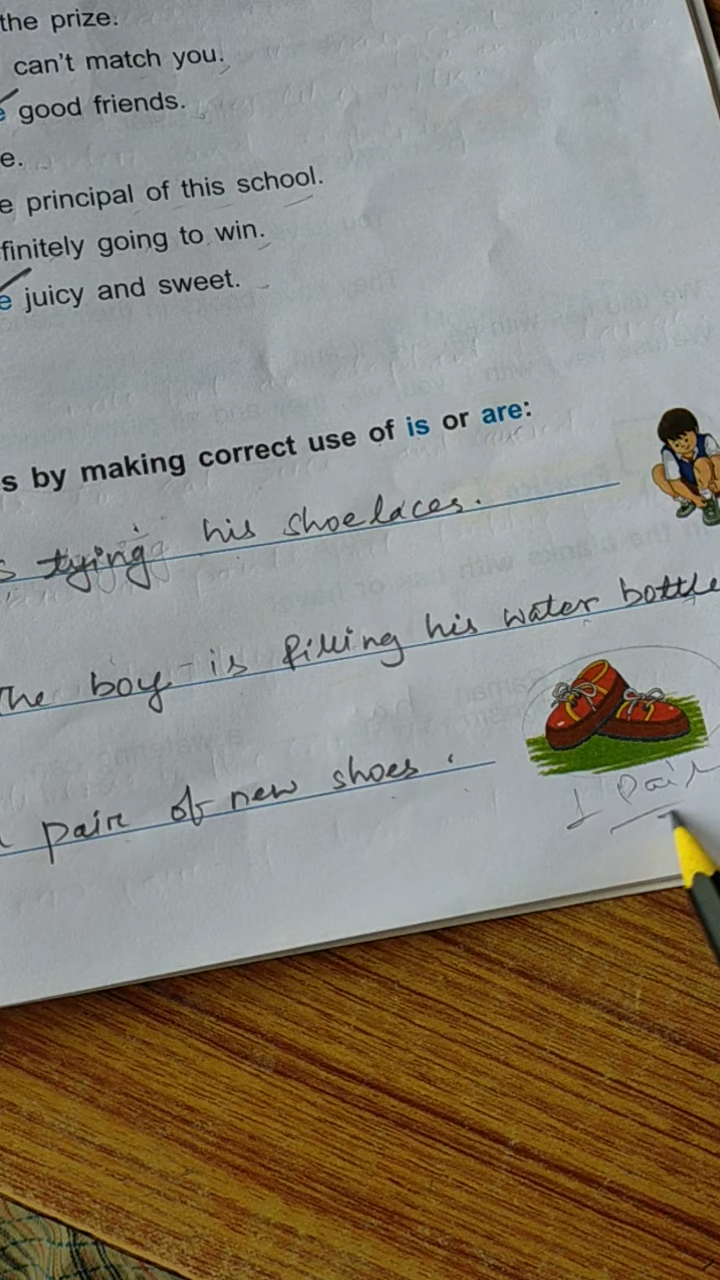 the prize.
can't match you.
good friends.
e.
e principal of this school.
finitely going to win.
e juicy and sweet.
s by making correct use of is or are:
s tying his shoelaces.
The boy is filling his water bottle
pair of new shoes.
1 Pair